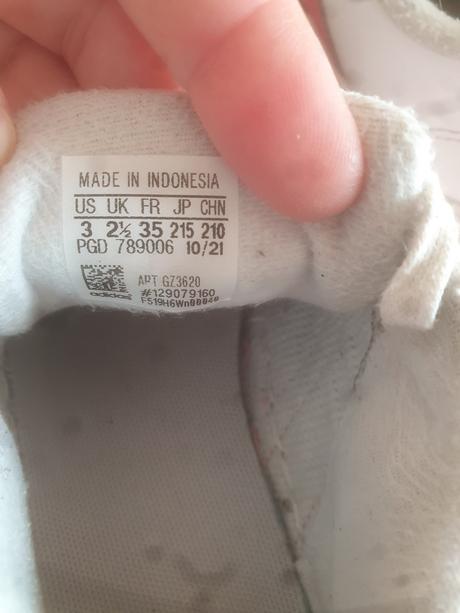 MADE IN INDONESIA
US UK FR JP CHN
3 2½ 35 215 210
PGD 789006 10/21
ART GZ3620
#129079160
adidas